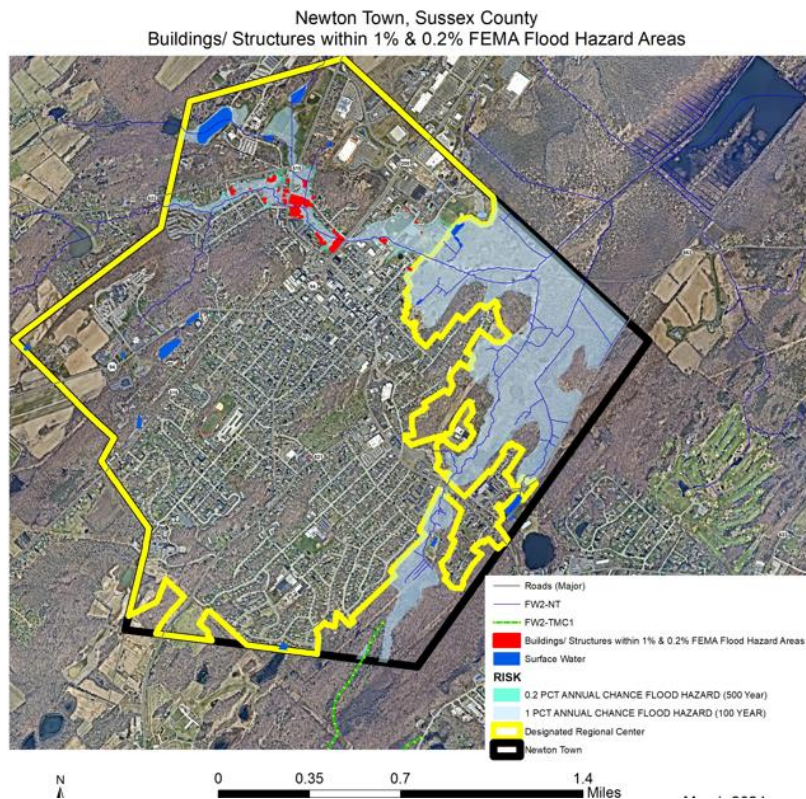 Newton Town, Sussex County
Buildings/ Structures within 1% & 0.2% FEMA Flood Hazard Areas
Roads (Major)
FW2-NT
FW2-TMC1
Buildings/ Structures within 1% & 0.2% FEMA Flood Hazard Areas
Surface Water
RISK
0.2 PCT ANNUAL CHANCE FLOOD HAZARD (500 Year)
1 PCT ANNUAL CHANCE FLOOD HAZARD (100 YEAR)
Designated Regional Center
Newton Town
N
0 0.35 0.7 1.4
Miles